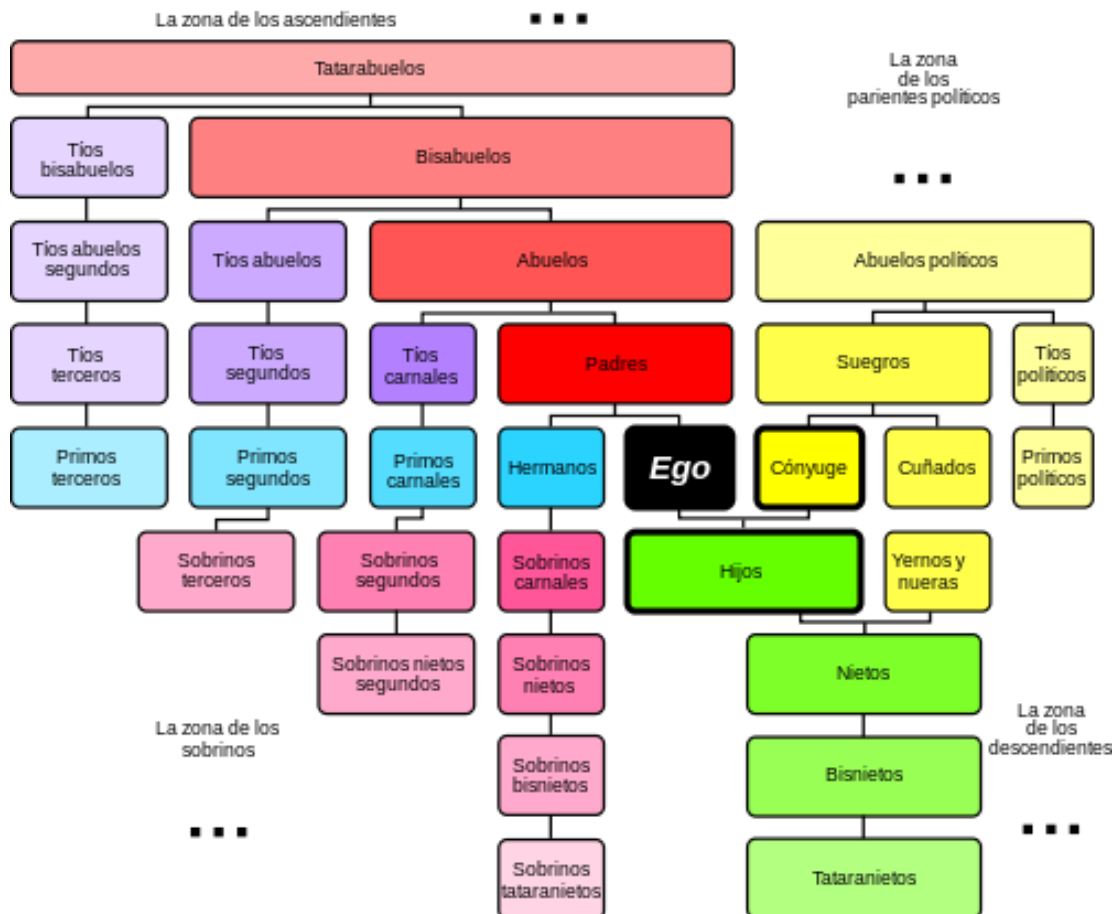 La zona de los ascendientes
Tatarabuelos
La zona
de los
parientes políticos
Tíos
bisabuelos
Bisabuelos
Tíos abuelos
segundos
Tíos abuelos
Abuelos
Abuelos políticos
Tíos
terceros
Tíos
segundos
Tíos
carnales
Padres
Suegros
Tíos
políticos
Primos
terceros
Primos
segundos
Primos
carnales
Hermanos
Ego
Cónyuge
Cuñados
Primos
políticos
Sobrinos
terceros
Sobrinos
segundos
Sobrinos
carnales
Hijos
Yernos y
nueras
Sobrinos nietos
segundos
Sobrinos
nietos
Nietos
La zona de los
sobrinos
La zona
de los
descendientes
Sobrinos
bisnietos
Bisnietos
Sobrinos
tataranietos
Tataranietos